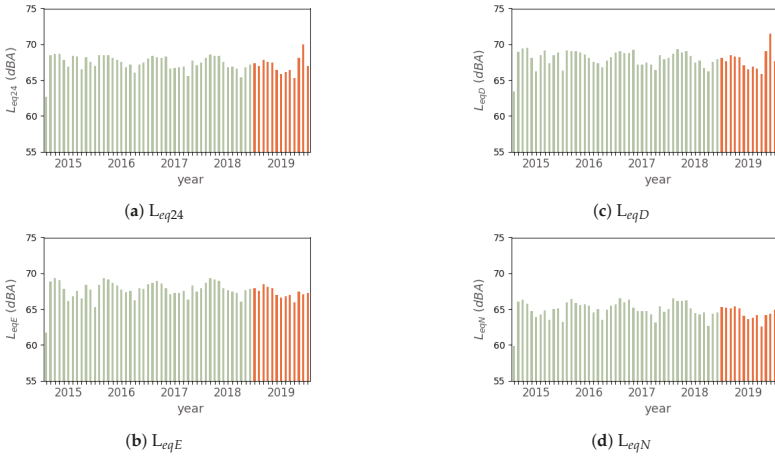 75
70
65
60
55
L_eq24 (dBA)
2015 2016 2017 2018 2019
year
(a) L_eq24
75
70
65
60
55
L_eqD (dBA)
2015 2016 2017 2018 2019
year
(c) L_eqD
75
70
65
60
55
L_eqE (dBA)
2015 2016 2017 2018 2019
year
(b) L_eqE
75
70
65
60
55
L_eqN (dBA)
2015 2016 2017 2018 2019
year
(d) L_eqN